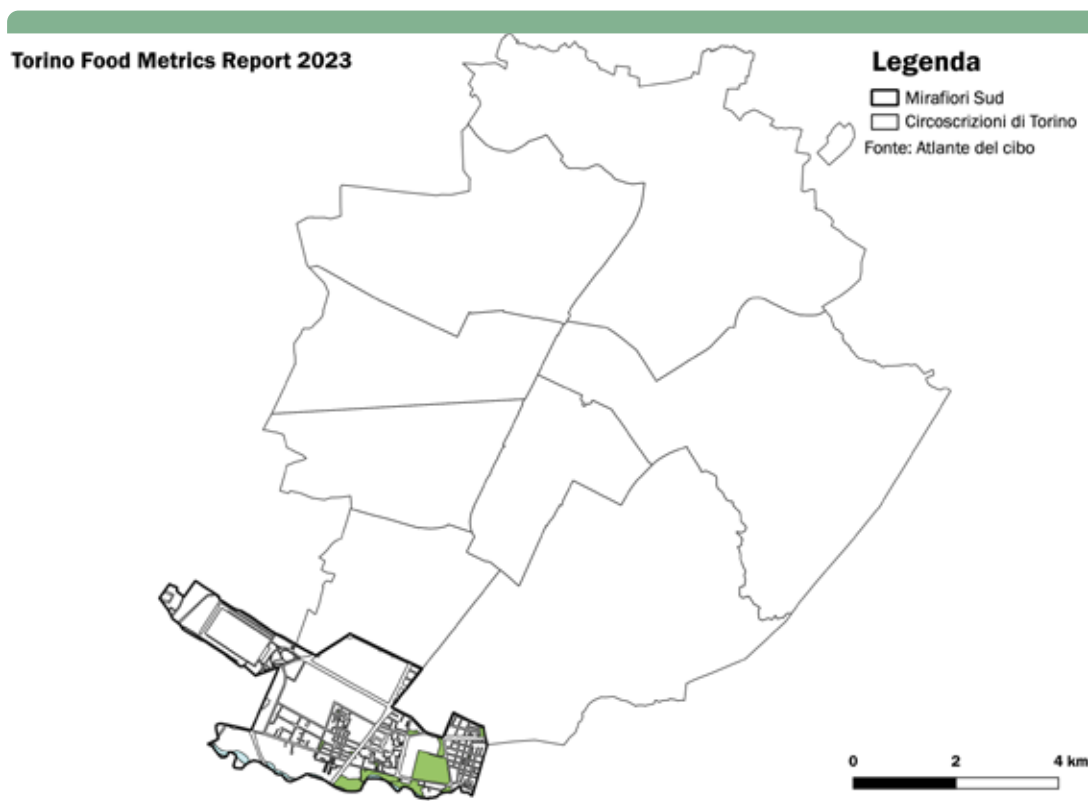 Torino Food Metrics Report 2023
Legenda
Mirafiori Sud
Circoscrizioni di Torino
Fonte: Atlante del cibo
0 2 4 km